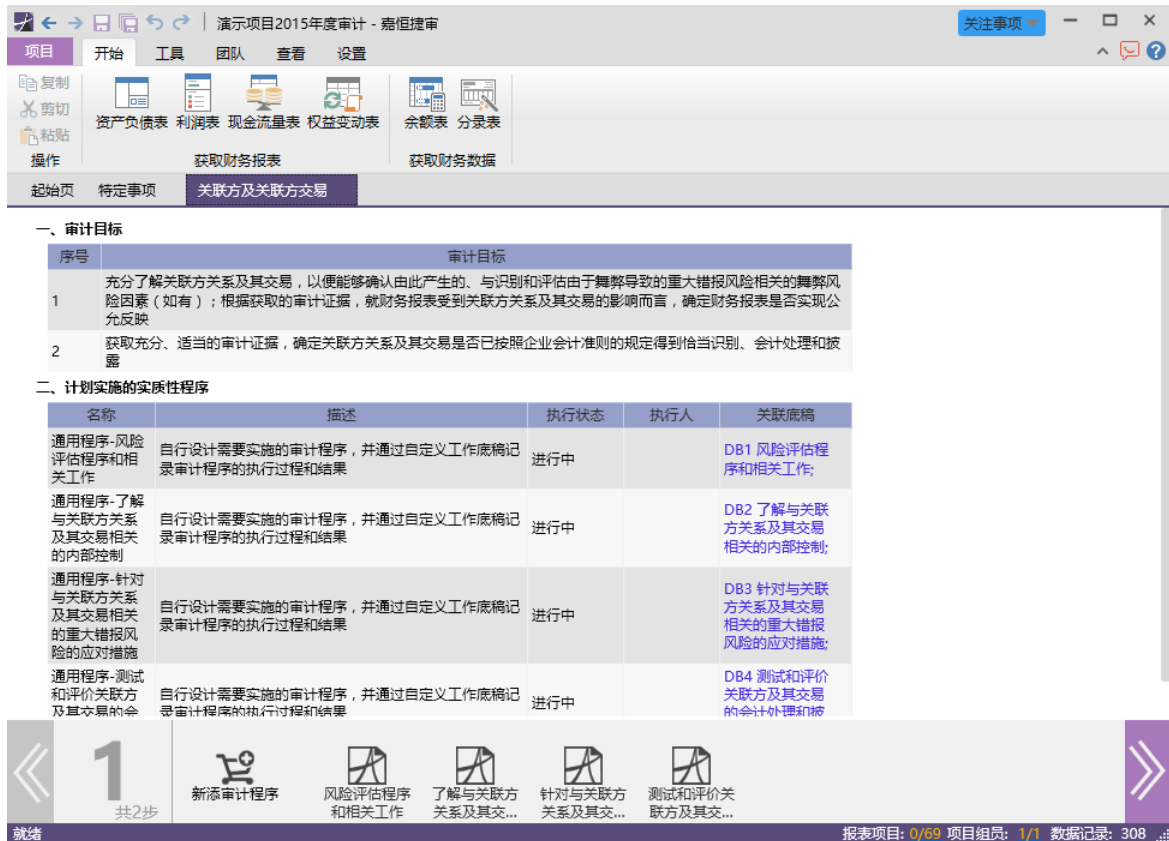 演示项目2015年度审计 - 嘉恒捷审
关注事项
项目 开始 工具 团队 查看 设置
复制
剪切
粘贴
资产负债表 利润表 现金流量表 权益变动表 余额表 分录表
操作 获取财务报表 获取财务数据
起始页 特定事项 关联方及关联方交易
一、审计目标
序号 审计目标
1
充分了解关联方关系及其交易，以便能够确认由此产生的、与识别和评估由于舞弊导致的重大错报风险相关的舞弊风
险因素（如有）；根据获取的审计证据，就财务报表受到关联方关系及其交易的影响而言，确定财务报表是否实现公
允反映
2
获取充分、适当的审计证据，确定关联方关系及其交易是否已按照企业会计准则的规定得到恰当识别、会计处理和披
露
二、计划实施的实质性程序
名称 描述 执行状态 执行人 关联底稿
通用程序-风险
评估程序和相
关工作
自行设计需要实施的审计程序，并通过自定义工作底稿记
录审计程序的执行过程和结果
进行中
DB1 风险评估程
序和相关工作;
通用程序-了解
与关联方关系
及其交易相关
的内部控制
自行设计需要实施的审计程序，并通过自定义工作底稿记
录审计程序的执行过程和结果
进行中
DB2 了解与关联
方关系及其交易
相关的内部控制;
通用程序-针对
与关联方关系
及其交易相关
的重大错报风
险的应对措施
自行设计需要实施的审计程序，并通过自定义工作底稿记
录审计程序的执行过程和结果
进行中
DB3 针对与关联
方关系及其交易
相关的重大错报
风险的应对措施;
通用程序-测试
和评价关联方
及其交易的会
自行设计需要实施的审计程序，并通过自定义工作底稿记
录审计程序的执行过程和结果
进行中
DB4 测试和评价
关联方及其交易
的会计处理和披
1
共2步
新添审计程序
风险评估程序
和相关工作
了解与关联方
关系及其交...
针对与关联方
关系及其交...
测试和评价关
联方及其交...
就绪 报表项目: 0/69 项目组员: 1/1 数据记录: 308